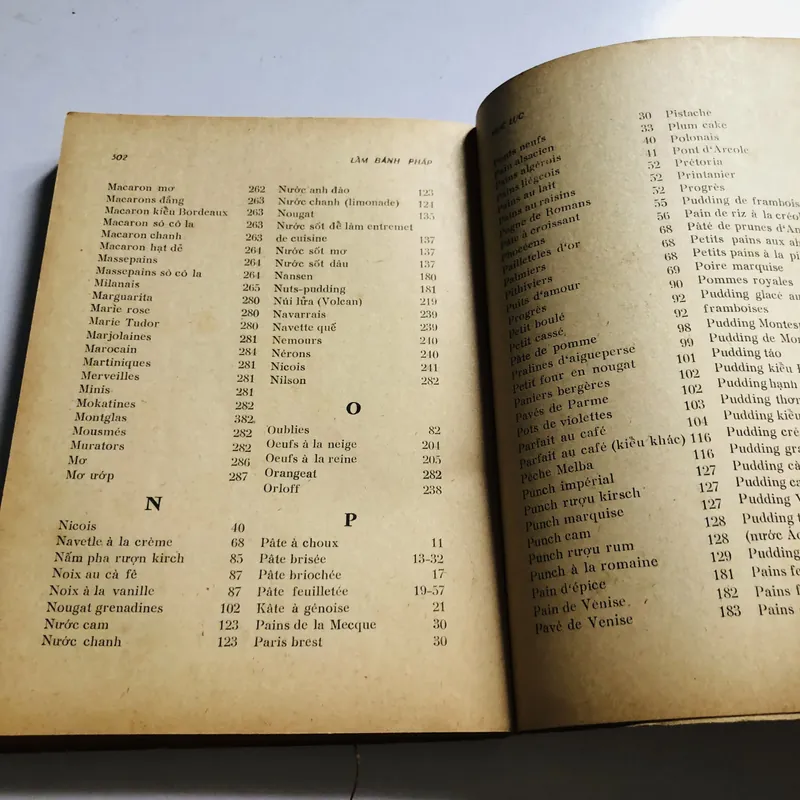 502
LÀM BÁNH PHÁP
Macaron mơ 262
Macarons đắng 263
Macaron kiểu Bordeaux 263
Macaron sô cô la 263
Macaron chanh 263
Macaron hạt dẻ 264
Massepains 264
Massepains sô cô la 264
Milanais 265
Marguarita 280
Marie rose 280
Marie Tudor 280
Marjolaines 281
Marocain 284
Martiniques 281
Merveilles 281
Minis 281
Mokatines 282
Montglas 382
Mousmés 282
Murators 282
Mơ 286
Mơ ướp 287
N
Nicois 40
Navetle à la crème 68
Nấm pha rượu kirch 85
Noix au cà fê 87
Noix à la vanille 87
Nougat grenadines 102
Nước cam 123
Nước chanh 123
Nước anh đào 123
Nước chanh (limonade) 124
Nougat 135
Nước sốt để làm entremet
de cuisine 137
Nước sốt mơ 137
Nước sốt dâu 137
Nansen 180
Nuts-pudding 181
Núi lửa (Volcan) 219
Navarrais 239
Navette quế 239
Nemours 240
Nérons 240
Nicois 241
Nilson 282
O
Oublies 82
Oeufs à la neige 204
Oeufs à la reine 205
Orangeat 282
Orloff 238
P
Pâte à choux 11
Pâte brisée 13-32
Pâte briochée 17
Pâte feuilletée 19-57
Kâte à génoise 21
Pains de la Mecque 30
Paris brest 30
LỤC
neufs
Pain alsacien 30
Pains algérois 33
Pains liégcois 40
Pains au lait 41
Pains au raisins 52
Pogne de Romans 52
à croissant 55
Phocéens 56
Pailleteles d'or 68
Palmiers 68
Pithiviers 68
Puits d'amour 69
Progrès 90
Petit boulé 92
Petit cassé 92
Pâte de pomme 98
Pralines d'aigueperse 99
Petit four en nougat 101
Paniers bergères 102
Pavés de Parme 102
Pots de violettes 103
Parfait au café 104
Parfait au café (kiểu khác) 116
Pêche Melba 116
Punch impérial 127
Punch rượu kirsch 127
Punch marquise 127
Punch cam 128
Punch rượu rum 128
Punch à la romaine 129
Pain d'épice 181
Pain de Venise 182
Pavé de Venise 183
Pistache
Plum cake
Polonais
Pont d'Arcole
Prétoria
Printanier
Progrès
Pudding de frambois
Pain de riz à la créol
Pâté de prunes d'An
Petits pains aux
Petits pains à la
Poire marquise
Pommes royales
Pudding glacé
framboises
Pudding Montes
Pudding de Mo
Pudding táo
Pudding kiểu
Pudding hạnh
Pudding
Pudding kiểu
Pudding
Pudding
Pudding
Pudding
Pudding
Pudding
(nước
Pudding
Pains
Pains
Pains